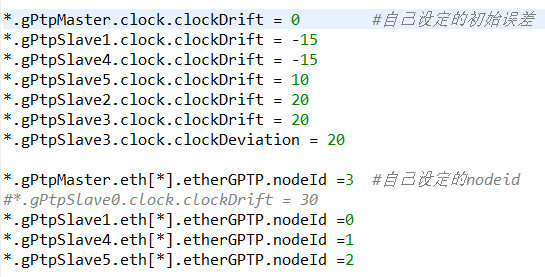 *.gPtpMaster.clock.clockDrift = 0 #自己设定的初始误差
*.gPtpSlave1.clock.clockDrift = -15
*.gPtpSlave4.clock.clockDrift = -15
*.gPtpSlave5.clock.clockDrift = 10
*.gPtpSlave2.clock.clockDrift = 20
*.gPtpSlave3.clock.clockDrift = 20
*.gPtpSlave3.clock.clockDeviation = 20
*.gPtpMaster.eth[*].etherGPTP.nodeId =3 #自己设定的nodeid
#*.gPtpSlave0.clock.clockDrift = 30
*.gPtpSlave1.eth[*].etherGPTP.nodeId =0
*.gPtpSlave4.eth[*].etherGPTP.nodeId =1
*.gPtpSlave5.eth[*].etherGPTP.nodeId =2